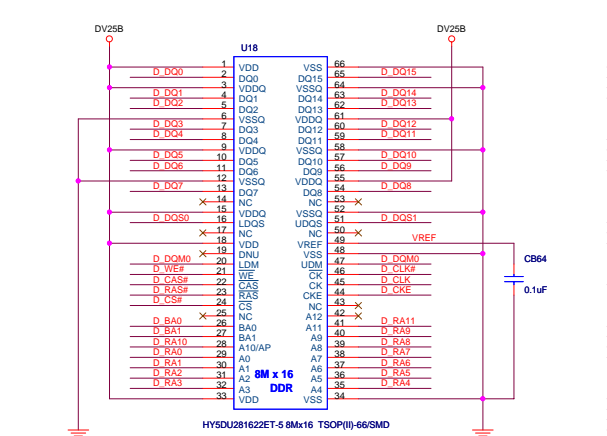 DV25B DV25B
U18
1 VDD VSS 66
D_DQ0 2 DQ0 DQ15 65 D_DQ15
3 VDDQ VSSQ 64
D_DQ1 4 DQ1 DQ14 63 D_DQ14
D_DQ2 5 DQ2 DQ13 62 D_DQ13
6 VSSQ VDDQ 61
D_DQ3 7 DQ3 DQ12 60 D_DQ12
D_DQ4 8 DQ4 DQ11 59 D_DQ11
9 VDDQ VSSQ 58
D_DQ5 10 DQ5 DQ10 57 D_DQ10
D_DQ6 11 DQ6 DQ9 56 D_DQ9
12 VSSQ VDDQ 55
D_DQ7 13 DQ7 DQ8 54 D_DQ8
14 NC NC 53
15 VDDQ VSSQ 52
D_DQS0 16 LDQS UDQS 51 D_DQS1
17 NC NC 50
18 VDD VREF 49 VREF
19 DNU VSS 48
D_DQM0 20 LDM UDM 47 D_DQM0
D_WE# 21 WE CK 46 D_CLK#
D_CAS# 22 CAS CK 45 D_CLK
D_RAS# 23 RAS CKE 44 D_CKE
D_CS# 24 CS NC 43
25 NC A12 42
D_BA0 26 BA0 A11 41 D_RA11
D_BA1 27 BA1 A9 40 D_RA9
D_RA10 28 A10/AP A8 39 D_RA8
D_RA0 29 A0 A7 38 D_RA7
D_RA1 30 A1 A6 37 D_RA6
D_RA2 31 A2 A5 36 D_RA5
D_RA3 32 A3 A4 35 D_RA4
33 VDD VSS 34
8M x 16
DDR
CB64
0.1uF
HY5DU281622ET-5 8Mx16 TSOP(II)-66/SMD